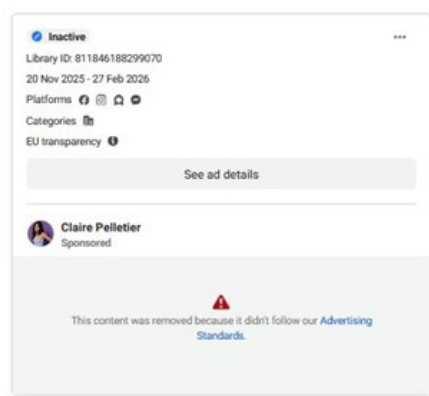 Inactive
Library ID: 811846188299070
20 Nov 2025 - 27 Feb 2026
Platforms
Categories
EU transparency
See ad details
Claire Pelletier
Sponsored
This content was removed because it didn't follow our Advertising
Standards.